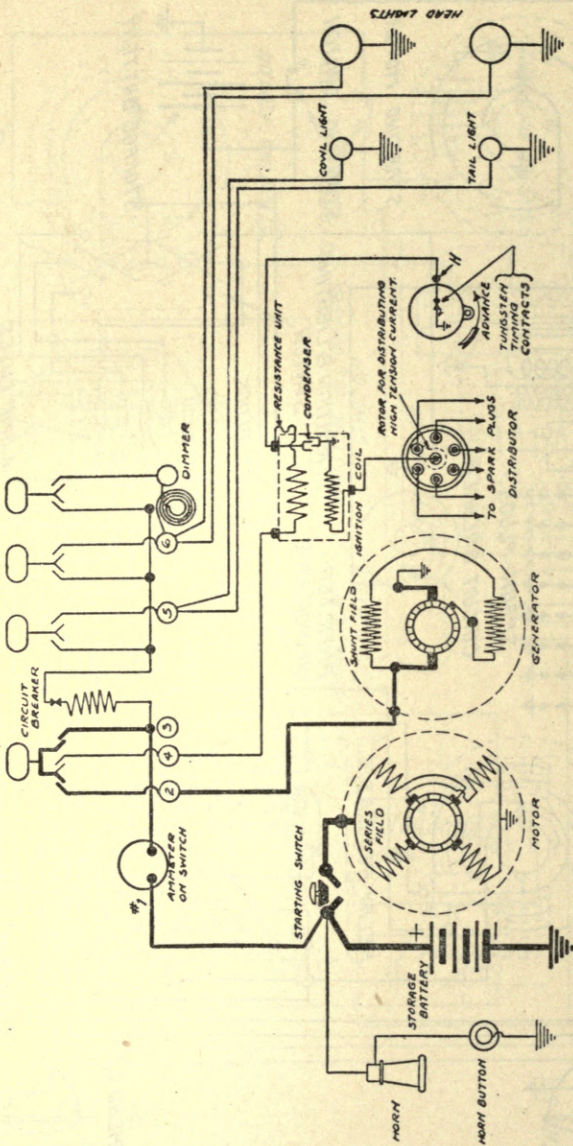 HEAD LIGHTS
COWL LIGHT
TAIL LIGHT
H
ADVANCE
TUNGSTEN
TIMING
CONTACTS
RESISTANCE UNIT
CONDENSER
ROTOR FOR DISTRIBUTING
HIGH TENSION CURRENT.
TO SPARK PLUGS
DISTRIBUTOR
IGNITION COIL
DIMMER
6
5
CIRCUIT
BREAKER
3
4
2
SHUNT FIELD
GENERATOR
SERIES
FIELD
MOTOR
AMMETER
ON SWITCH
#1
STARTING SWITCH
+
-
STORAGE
BATTERY
HORN
HORN BUTTON